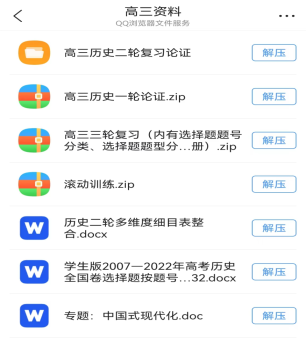 高三资料
QQ浏览器文件服务
高三历史二轮复习论证
解压
高三历史一轮论证.zip
解压
高三三轮复习（内有选择题题号
分类、选择题题型分...册）.zip
解压
滚动训练.zip
解压
历史二轮多维度细目表整
合.docx
解压
学生版2007—2022年高考历史
全国卷选择题按题号...32.docx
解压
专题：中国式现代化.doc
解压